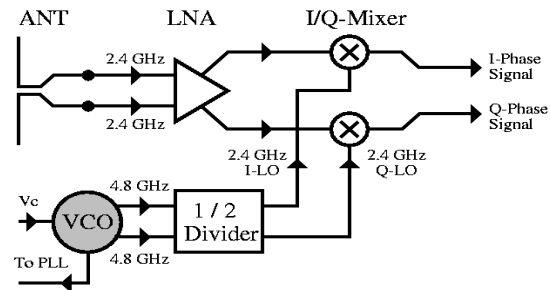 ANT
LNA
I/Q-Mixer
2.4 GHz
2.4 GHz
I-Phase
Signal
Q-Phase
Signal
2.4 GHz
I-LO
2.4 GHz
Q-LO
Vc
VCO
4.8 GHz
4.8 GHz
1 / 2
Divider
To PLL